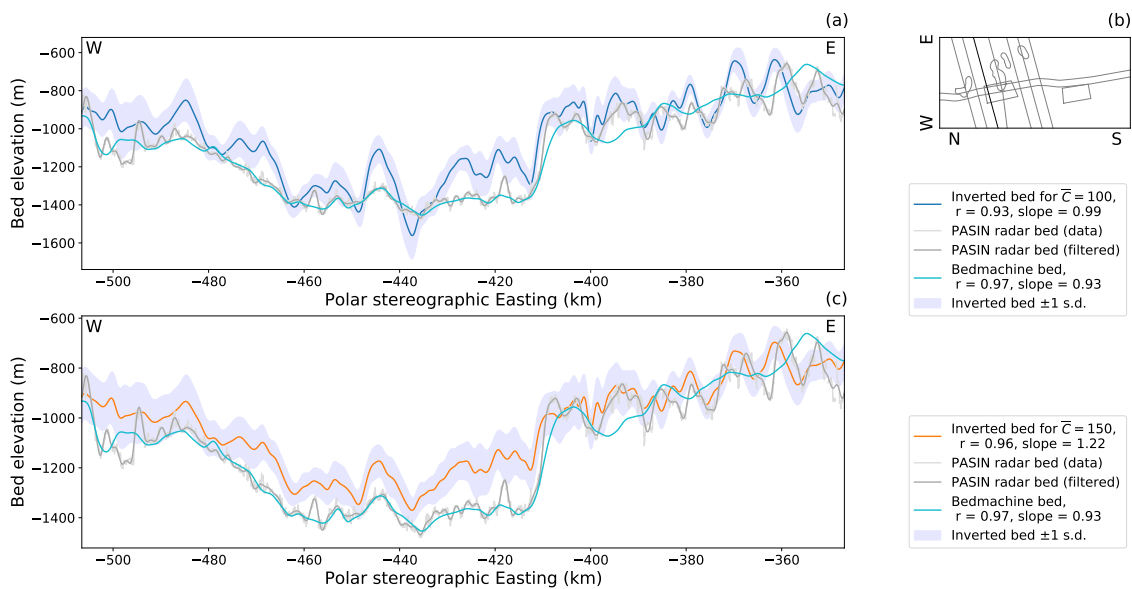 (a)
(b)
W
E
−600
−800
−1000
−1200
−1400
−1600
Bed elevation (m)
−500
−480
−460
−440
−420
−400
−380
−360
Polar stereographic Easting (km)
E
W
N
S
Inverted bed for C̅ = 100,
r = 0.93, slope = 0.99
PASIN radar bed (data)
PASIN radar bed (filtered)
Bedmachine bed,
r = 0.97, slope = 0.93
Inverted bed ±1 s.d.
(c)
W
E
−600
−800
−1000
−1200
−1400
Bed elevation (m)
−500
−480
−460
−440
−420
−400
−380
−360
Polar stereographic Easting (km)
Inverted bed for C̅ = 150,
r = 0.96, slope = 1.22
PASIN radar bed (data)
PASIN radar bed (filtered)
Bedmachine bed,
r = 0.97, slope = 0.93
Inverted bed ±1 s.d.